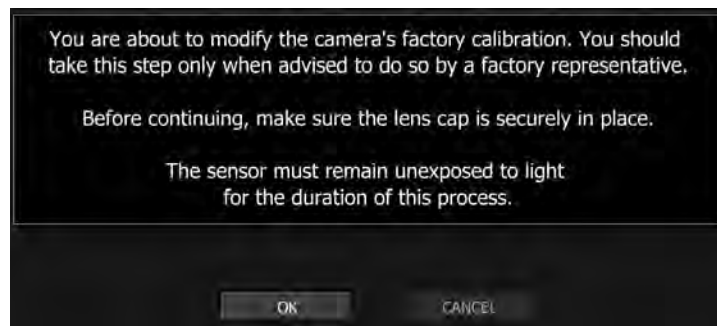 You are about to modify the camera's factory calibration. You should
take this step only when advised to do so by a factory representative.
Before continuing, make sure the lens cap is securely in place.
The sensor must remain unexposed to light
for the duration of this process.
OK
CANCEL